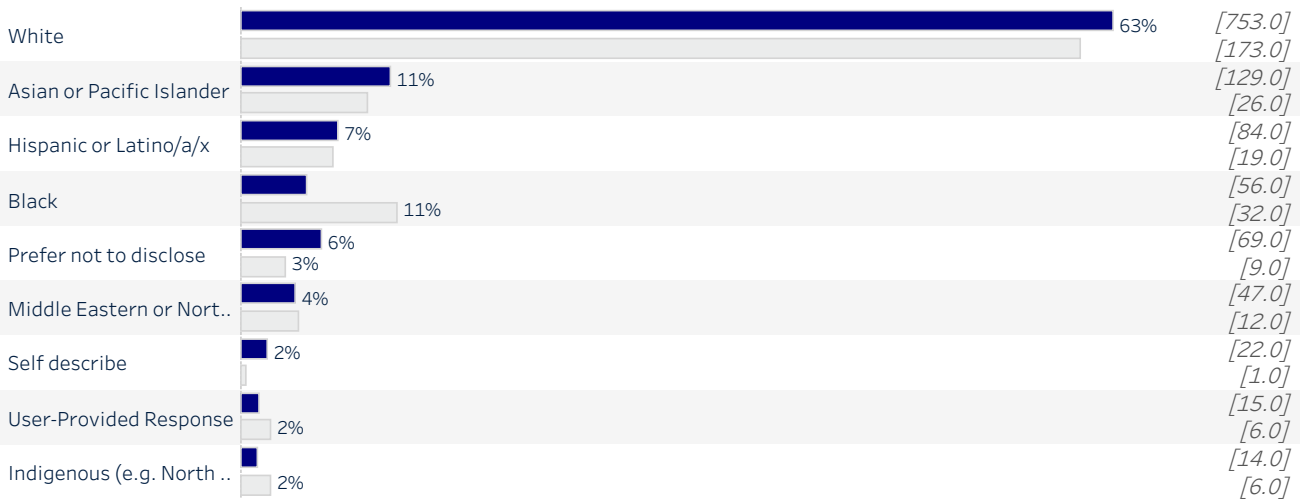 White 63% [753.0]
[173.0]
Asian or Pacific Islander 11% [129.0]
[26.0]
Hispanic or Latino/a/x 7% [84.0]
[19.0]
Black [56.0]
11% [32.0]
Prefer not to disclose 6% [69.0]
3% [9.0]
Middle Eastern or Nort.. 4% [47.0]
[12.0]
Self describe 2% [22.0]
[1.0]
User-Provided Response [15.0]
2% [6.0]
Indigenous (e.g. North .. [14.0]
2% [6.0]